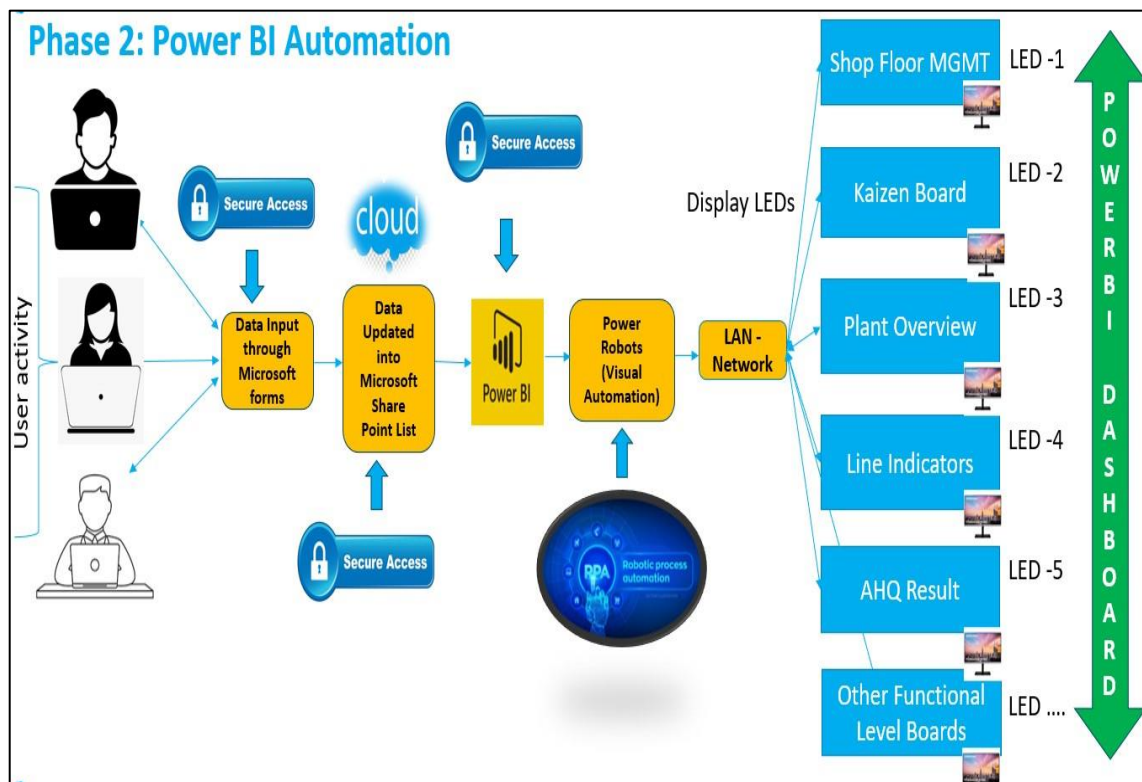 Phase 2: Power BI Automation
User activity
Secure Access
Data Input
through
Microsoft
forms
cloud
Data
Updated
into
Microsoft
Share
Point List
Secure Access
Secure Access
Power BI
Power
Robots
(Visual
Automation)
RPA
Robotic process
automation
LAN -
Network
Display LEDs
Shop Floor MGMT
LED -1
Kaizen Board
LED -2
Plant Overview
LED -3
Line Indicators
LED -4
AHQ Result
LED -5
Other Functional
Level Boards
LED ....
POWERBI DASHBOARD